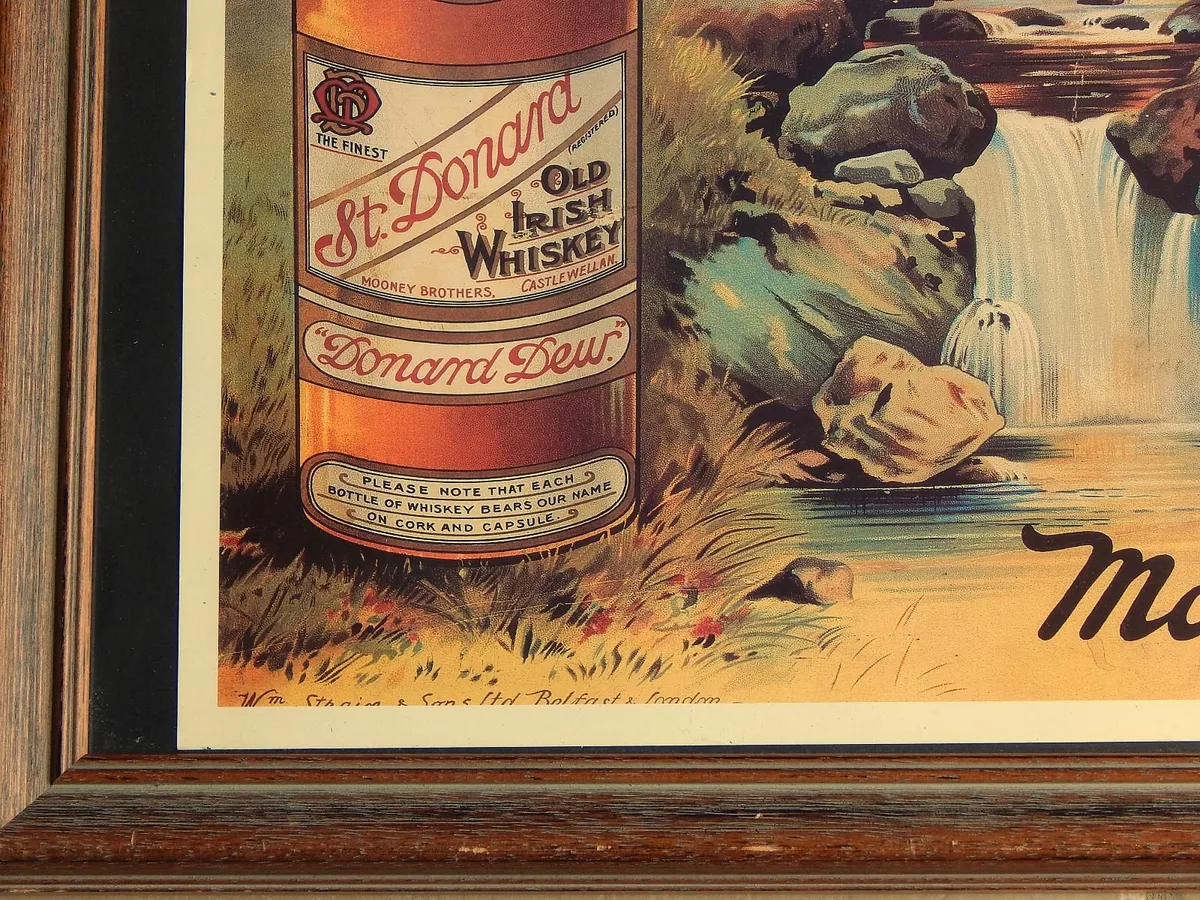 THE FINEST
St. Donard
(REGISTERED)
OLD
IRISH
WHISKEY
MOONEY BROTHERS, CASTLEWELLAN.
"Donard Dew."
PLEASE NOTE THAT EACH
BOTTLE OF WHISKEY BEARS OUR NAME
ON CORK AND CAPSULE.
Mo
Wm Strain & Sons Ltd Belfast & London